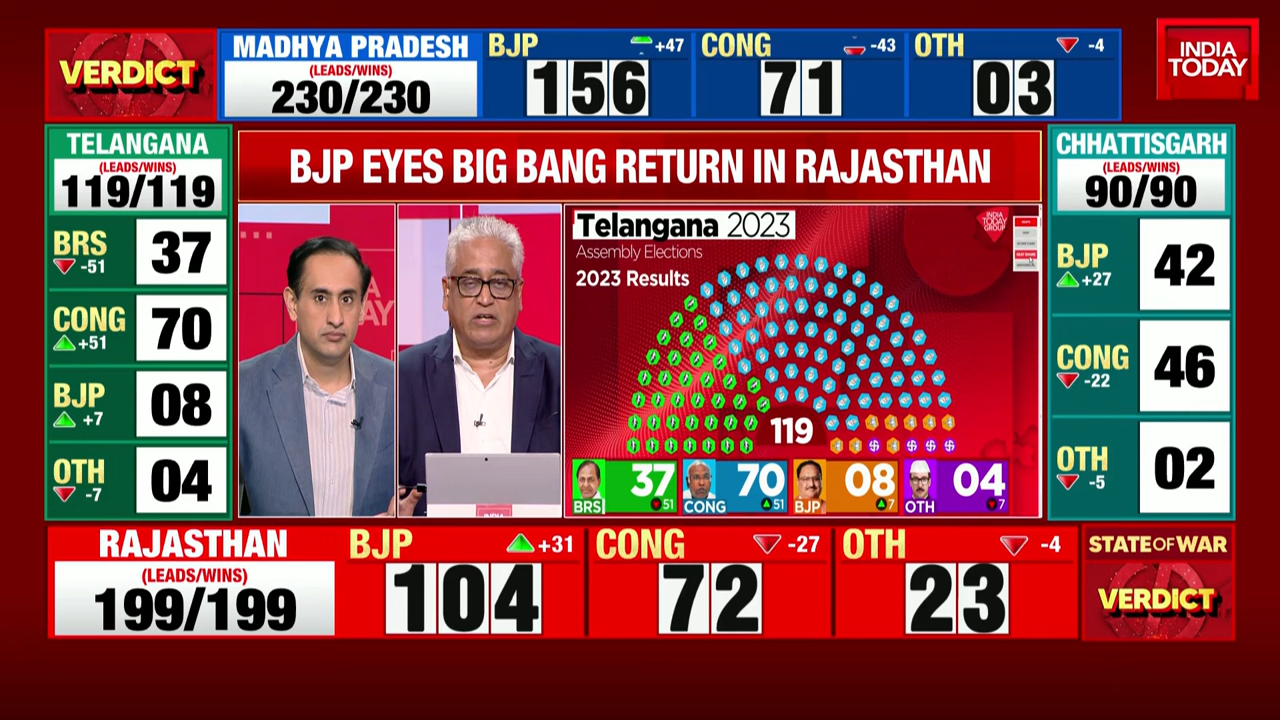 VERDICT
MADHYA PRADESH
(LEADS/WINS)
230/230
BJP +47
156
CONG -43
71
OTH -4
03
INDIA
TODAY
TELANGANA
(LEADS/WINS)
119/119
BRS
-51
37
CONG
+51
70
BJP
+7
08
OTH
-7
04
BJP EYES BIG BANG RETURN IN RAJASTHAN
Telangana 2023
Assembly Elections
2023 Results
INDIA
TODAY
GROUP
119
BRS 37 51
CONG 70 51
BJP 08 7
OTH 04 7
INDIA
CHHATTISGARH
(LEADS/WINS)
90/90
BJP
+27
42
CONG
-22
46
OTH
-5
02
RAJASTHAN
(LEADS/WINS)
199/199
BJP +31
104
CONG -27
72
OTH -4
23
STATE OF WAR
VERDICT